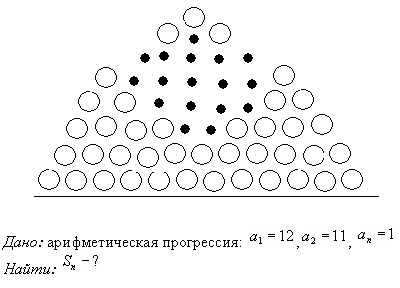 Дано: арифметическая прогрессия: a₁ = 12, a₂ = 11, aₙ = 1
Найти: Sₙ - ?